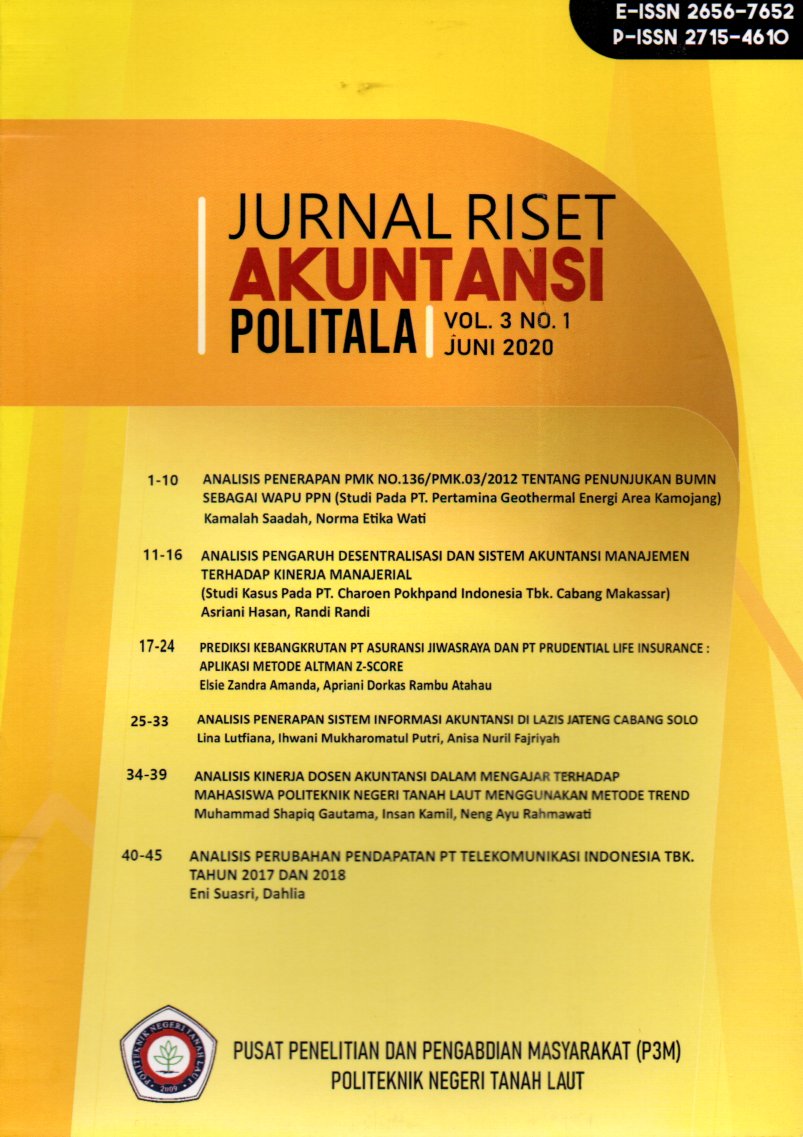 E-ISSN 2656-7652
P-ISSN 2715-4610
JURNAL RISET
AKUNTANSI
POLITALA
VOL. 3 NO. 1
JUNI 2020
1-10 ANALISIS PENERAPAN PMK NO.136/PMK.03/2012 TENTANG PENUNJUKAN BUMN
SEBAGAI WAPU PPN (Studi Pada PT. Pertamina Geothermal Energi Area Kamojang)
Kamalah Saadah, Norma Etika Wati
11-16 ANALISIS PENGARUH DESENTRALISASI DAN SISTEM AKUNTANSI MANAJEMEN
TERHADAP KINERJA MANAJERIAL
(Studi Kasus Pada PT. Charoen Pokhpand Indonesia Tbk. Cabang Makassar)
Asriani Hasan, Randi Randi
17-24 PREDIKSI KEBANGKRUTAN PT ASURANSI JIWASRAYA DAN PT PRUDENTIAL LIFE INSURANCE :
APLIKASI METODE ALTMAN Z-SCORE
Elsie Zandra Amanda, Apriani Dorkas Rambu Atahau
25-33 ANALISIS PENERAPAN SISTEM INFORMASI AKUNTANSI DI LAZIS JATENG CABANG SOLO
Lina Lutfiana, Ihwani Mukharomatul Putri, Anisa Nuril Fajriyah
34-39 ANALISIS KINERJA DOSEN AKUNTANSI DALAM MENGAJAR TERHADAP
MAHASISWA POLITEKNIK NEGERI TANAH LAUT MENGGUNAKAN METODE TREND
Muhammad Shapiq Gautama, Insan Kamil, Neng Ayu Rahmawati
40-45 ANALISIS PERUBAHAN PENDAPATAN PT TELEKOMUNIKASI INDONESIA TBK.
TAHUN 2017 DAN 2018
Eni Suasri, Dahlia
POLITEKNIK NEGERI TANAH LAUT
2009
PUSAT PENELITIAN DAN PENGABDIAN MASYARAKAT (P3M)
POLITEKNIK NEGERI TANAH LAUT